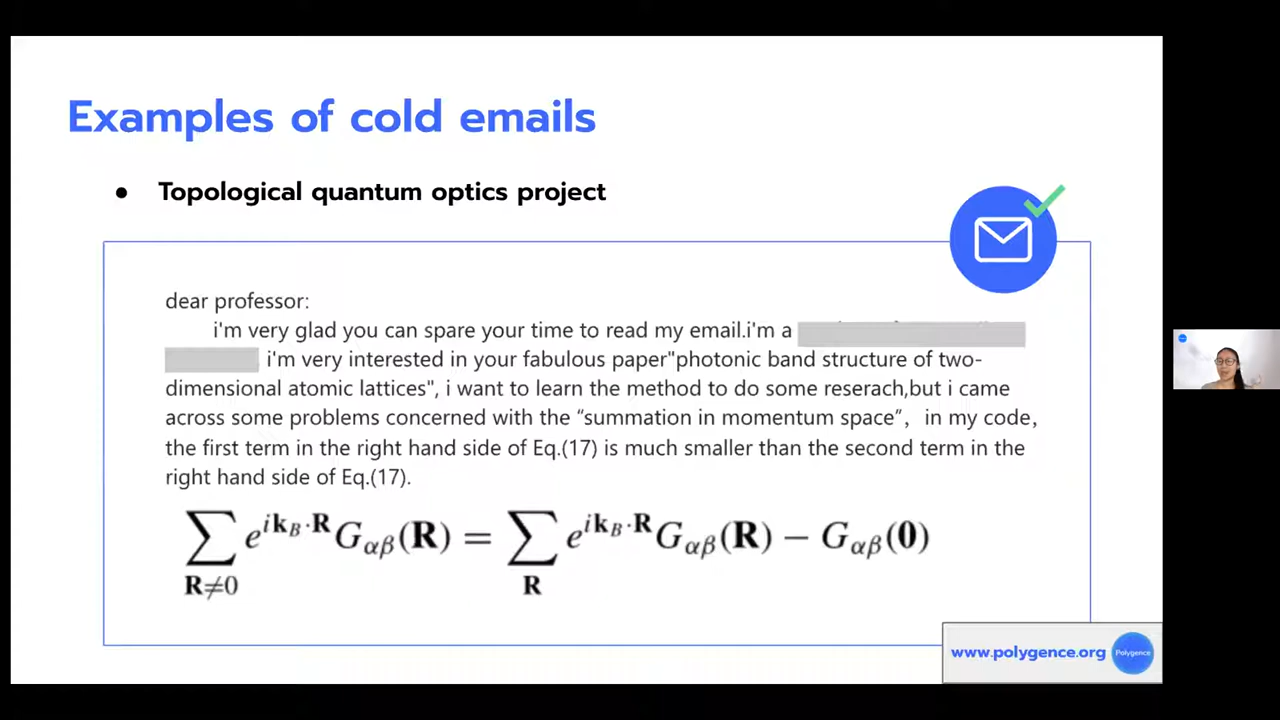 Examples of cold emails
● Topological quantum optics project
dear professor:
i'm very glad you can spare your time to read my email.i'm a
, i'm very interested in your fabulous paper"photonic band structure of two-
dimensional atomic lattices", i want to learn the method to do some reserach,but i came
across some problems concerned with the “summation in momentum space”, in my code,
the first term in the right hand side of Eq.(17) is much smaller than the second term in the
right hand side of Eq.(17).
∑_{R≠0} e^{ik_B·R} G_{αβ}(R) = ∑_{R} e^{ik_B·R} G_{αβ}(R) − G_{αβ}(0)
www.polygence.org
Polygence